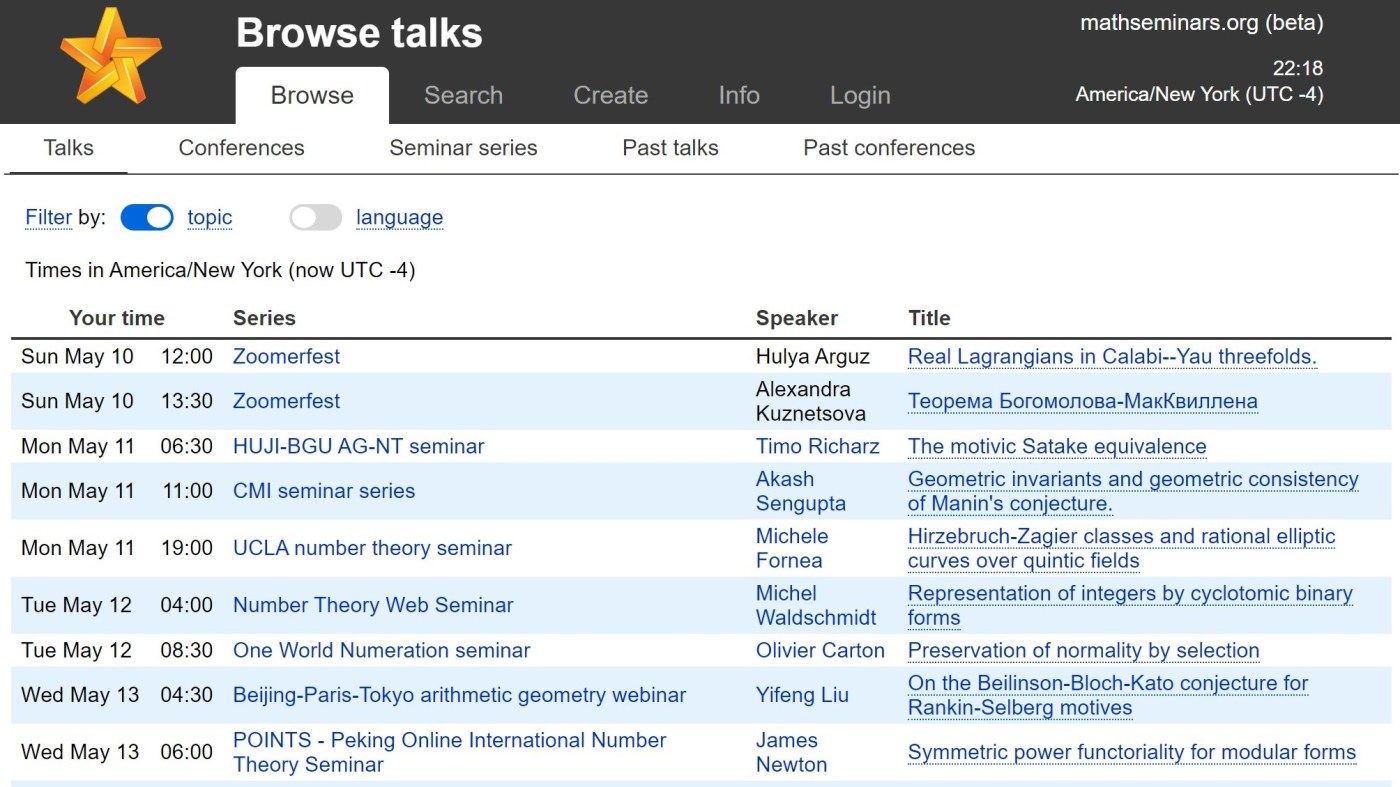 Browse talks
mathseminars.org (beta)
22:18
America/New York (UTC -4)
Browse Search Create Info Login
Talks Conferences Seminar series Past talks Past conferences
Filter by: topic language
Times in America/New York (now UTC -4)
Your time Series Speaker Title
Sun May 10 12:00 Zoomerfest Hulya Arguz Real Lagrangians in Calabi--Yau threefolds.
Sun May 10 13:30 Zoomerfest Alexandra
Kuznetsova Теорема Богомолова-МакКвиллена
Mon May 11 06:30 HUJI-BGU AG-NT seminar Timo Richarz The motivic Satake equivalence
Mon May 11 11:00 CMI seminar series Akash
Sengupta Geometric invariants and geometric consistency
of Manin's conjecture.
Mon May 11 19:00 UCLA number theory seminar Michele
Fornea Hirzebruch-Zagier classes and rational elliptic
curves over quintic fields
Tue May 12 04:00 Number Theory Web Seminar Michel
Waldschmidt Representation of integers by cyclotomic binary
forms
Tue May 12 08:30 One World Numeration seminar Olivier Carton Preservation of normality by selection
Wed May 13 04:30 Beijing-Paris-Tokyo arithmetic geometry webinar Yifeng Liu On the Beilinson-Bloch-Kato conjecture for
Rankin-Selberg motives
Wed May 13 06:00 POINTS - Peking Online International Number
Theory Seminar James
Newton Symmetric power functoriality for modular forms